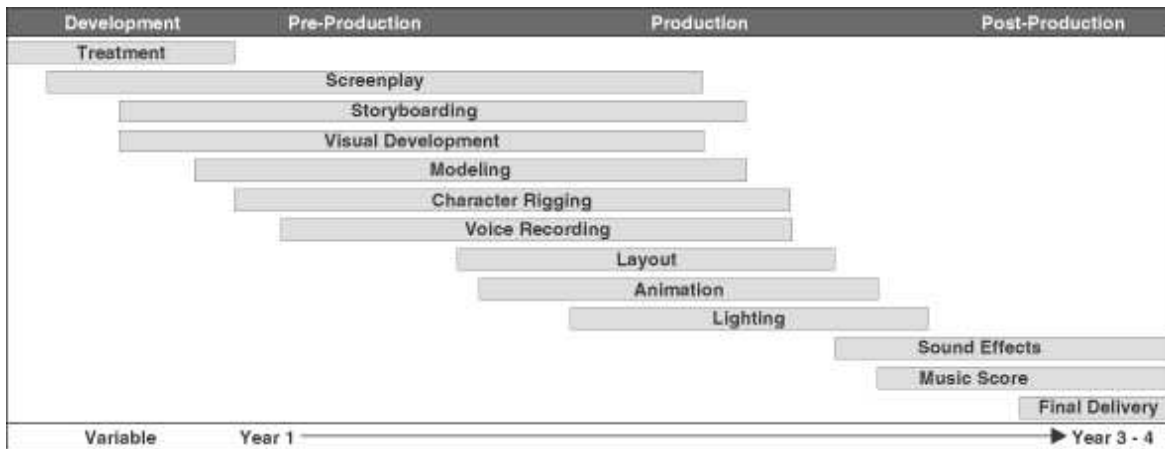 Development Pre-Production Production Post-Production
Treatment
Screenplay
Storyboarding
Visual Development
Modeling
Character Rigging
Voice Recording
Layout
Animation
Lighting
Sound Effects
Music Score
Final Delivery
Variable Year 1 Year 3 - 4